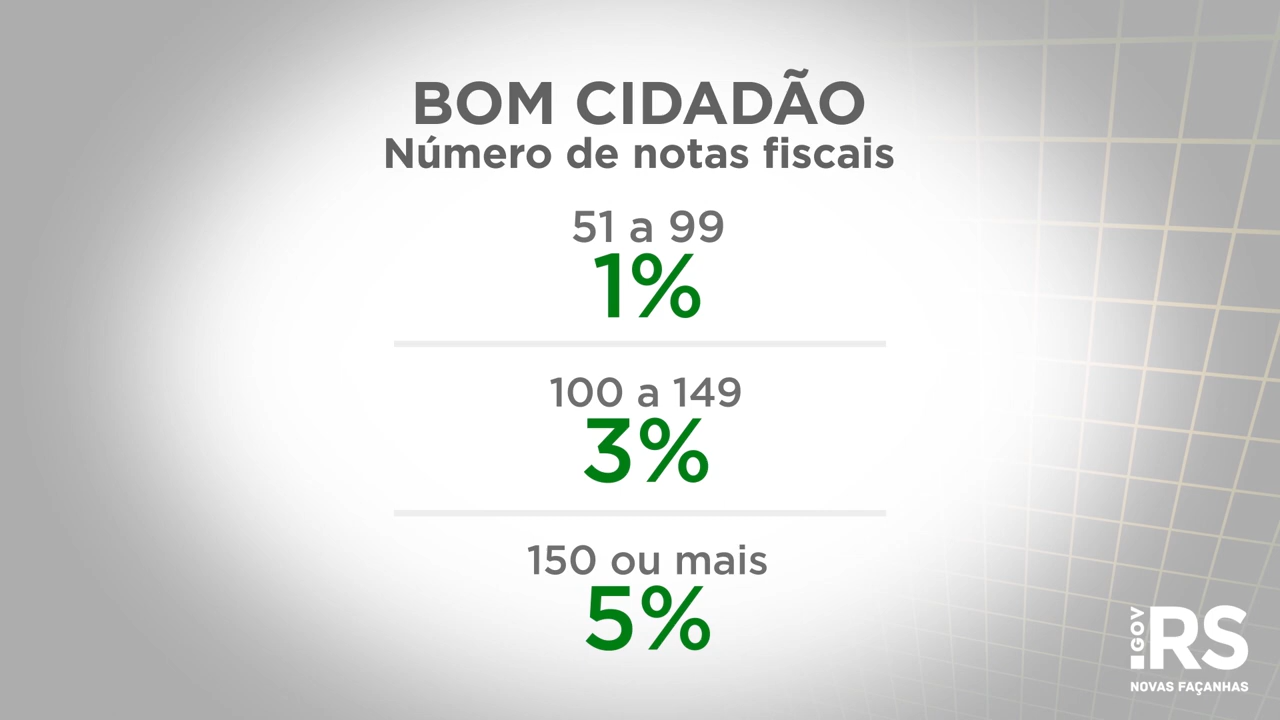 BOM CIDADÃO
Número de notas fiscais
51 a 99
1%
100 a 149
3%
150 ou mais
5%
.GOV
RS
NOVAS FAÇANHAS